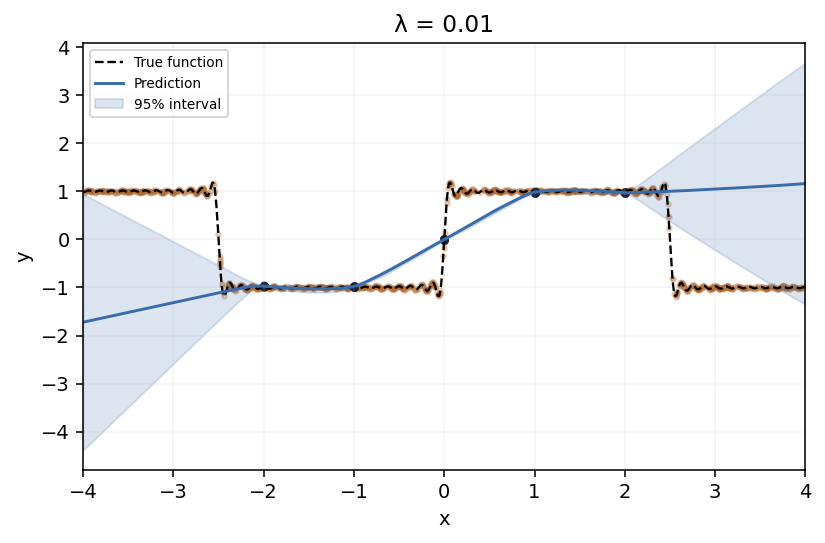 λ = 0.01
True function
Prediction
95% interval
4
3
2
1
0
−1
−2
−3
−4
y
−4 −3 −2 −1 0 1 2 3 4
x